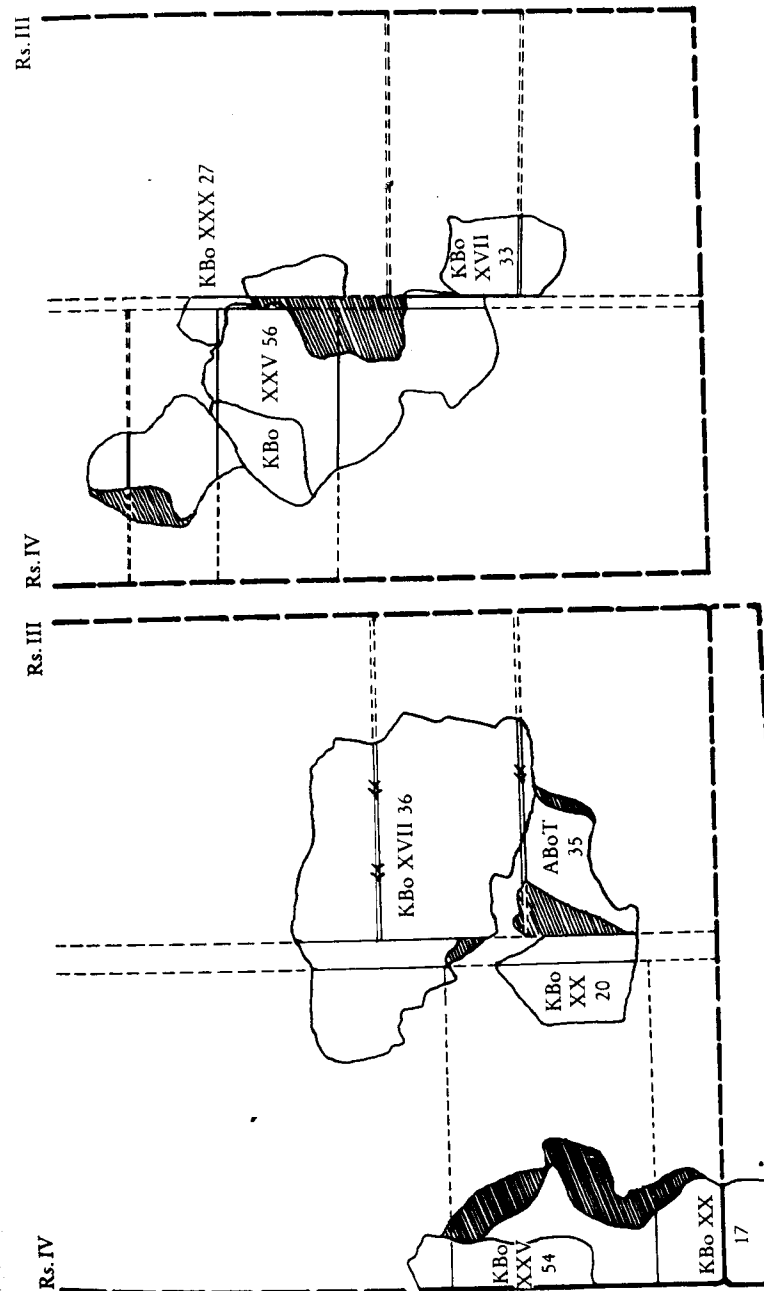 Rs. III
KBo XXX 27
KBo
XVII
33
KBo XXV 56
Rs. IV
Rs. III
KBo XVII 36
ABoT
35
KBo
XX
20
Rs. IV
KBo
XXV
54
KBo XX
17